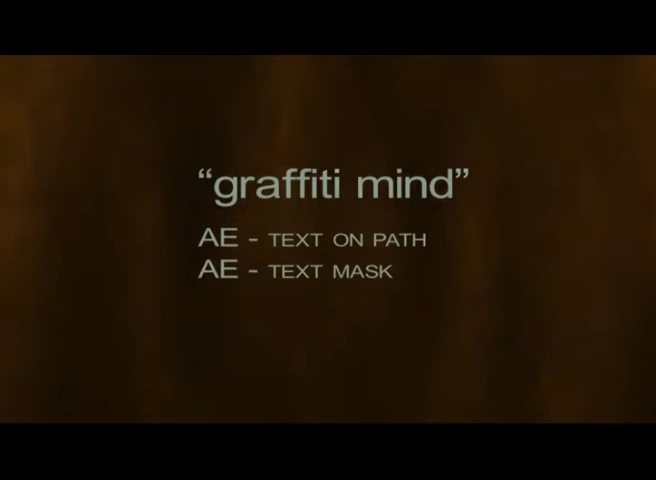 “graffiti mind”
AE - TEXT ON PATH
AE - TEXT MASK